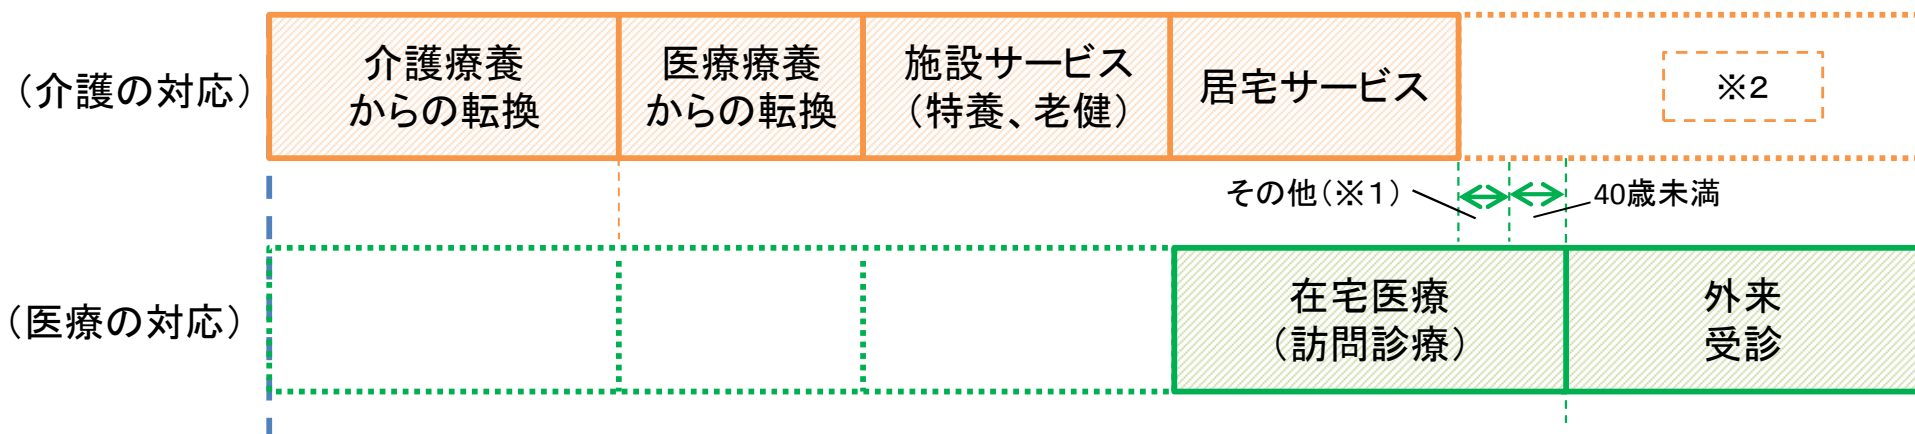 (介護の対応)
介護療養
からの転換
医療療養
からの転換
施設サービス
(特養、老健)
居宅サービス
※2
その他(※1)
40歳未満
(医療の対応)
在宅医療
(訪問診療)
外来
受診